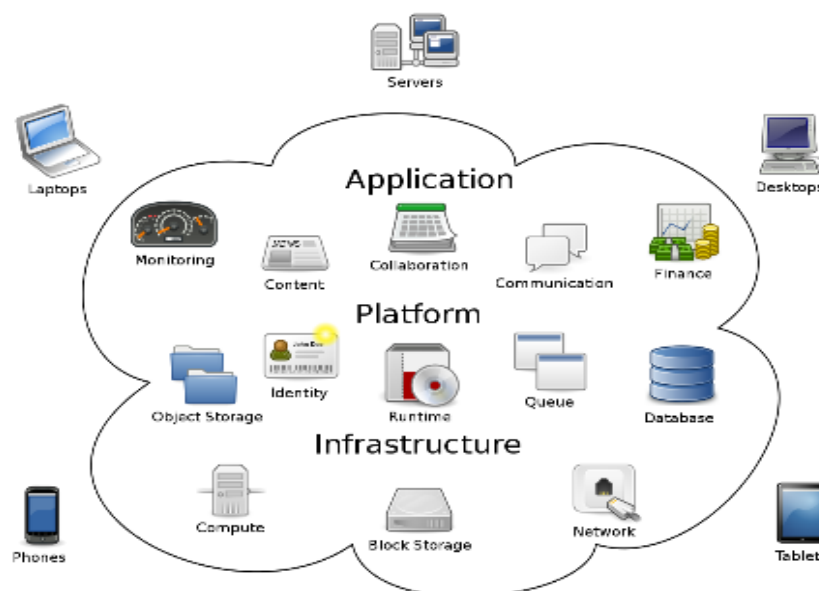 Servers
Laptops
Desktops
Application
Monitoring
Content
NEWS
Collaboration
Communication
Finance
Platform
Object Storage
Identity
Runtime
Queue
Database
Infrastructure
Compute
Block Storage
Network
Phones
Tablet